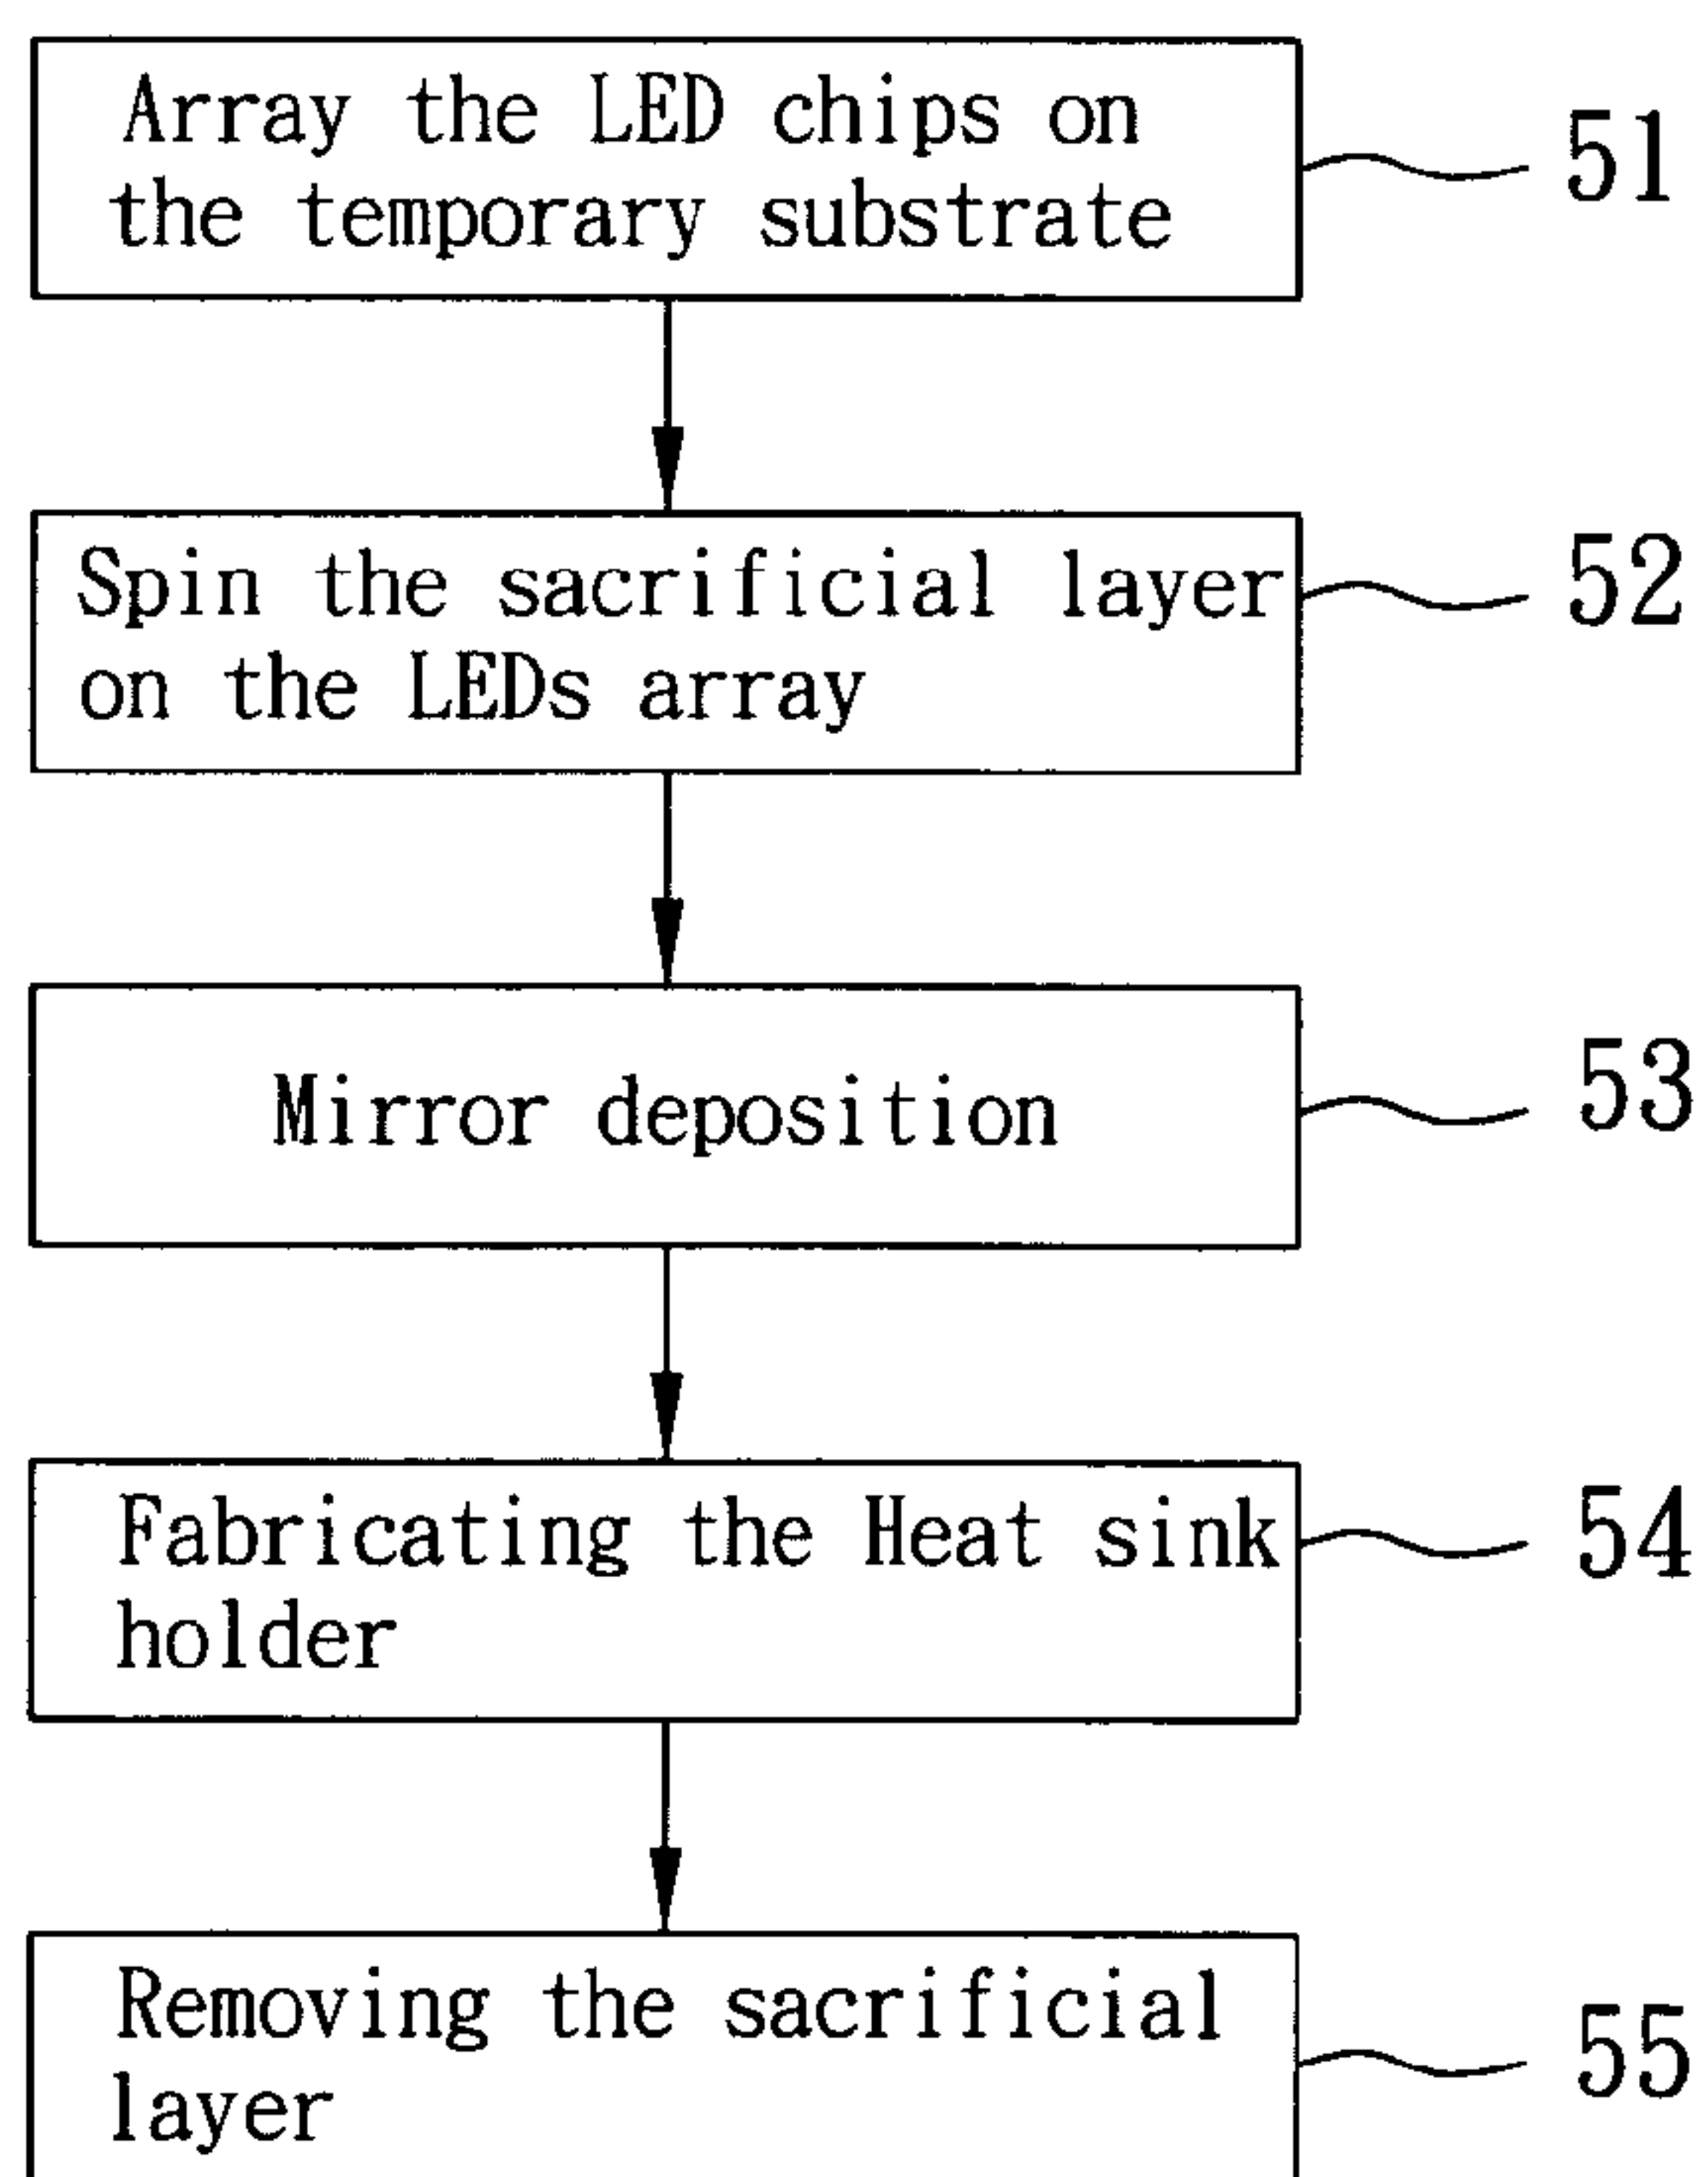 Array the LED chips on
the temporary substrate
51
Spin the sacrificial layer
on the LEDs array
52
Mirror deposition
53
Fabricating the Heat sink
holder
54
Removing the sacrificial
layer
55